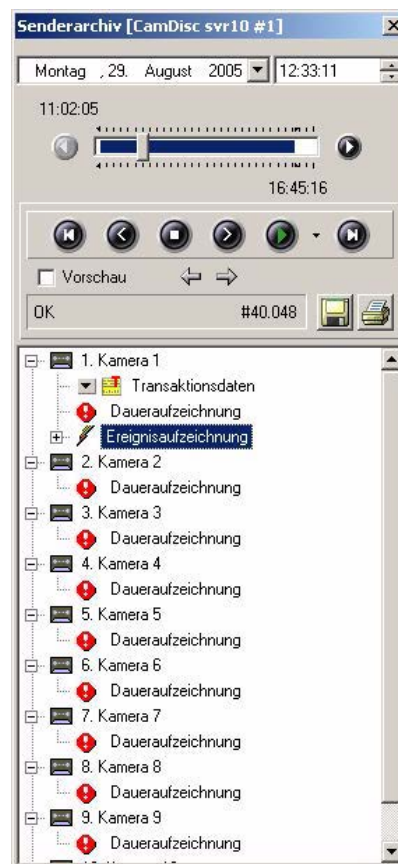 Senderarchiv [CamDisc svr10 #1]
Montag , 29. August 2005 12:33:11
11:02:05
16:45:16
Vorschau
OK #40.048
1. Kamera 1
Transaktionsdaten
Daueraufzeichnung
Ereignisaufzeichnung
2. Kamera 2
Daueraufzeichnung
3. Kamera 3
Daueraufzeichnung
4. Kamera 4
Daueraufzeichnung
5. Kamera 5
Daueraufzeichnung
6. Kamera 6
Daueraufzeichnung
7. Kamera 7
Daueraufzeichnung
8. Kamera 8
Daueraufzeichnung
9. Kamera 9
Daueraufzeichnung